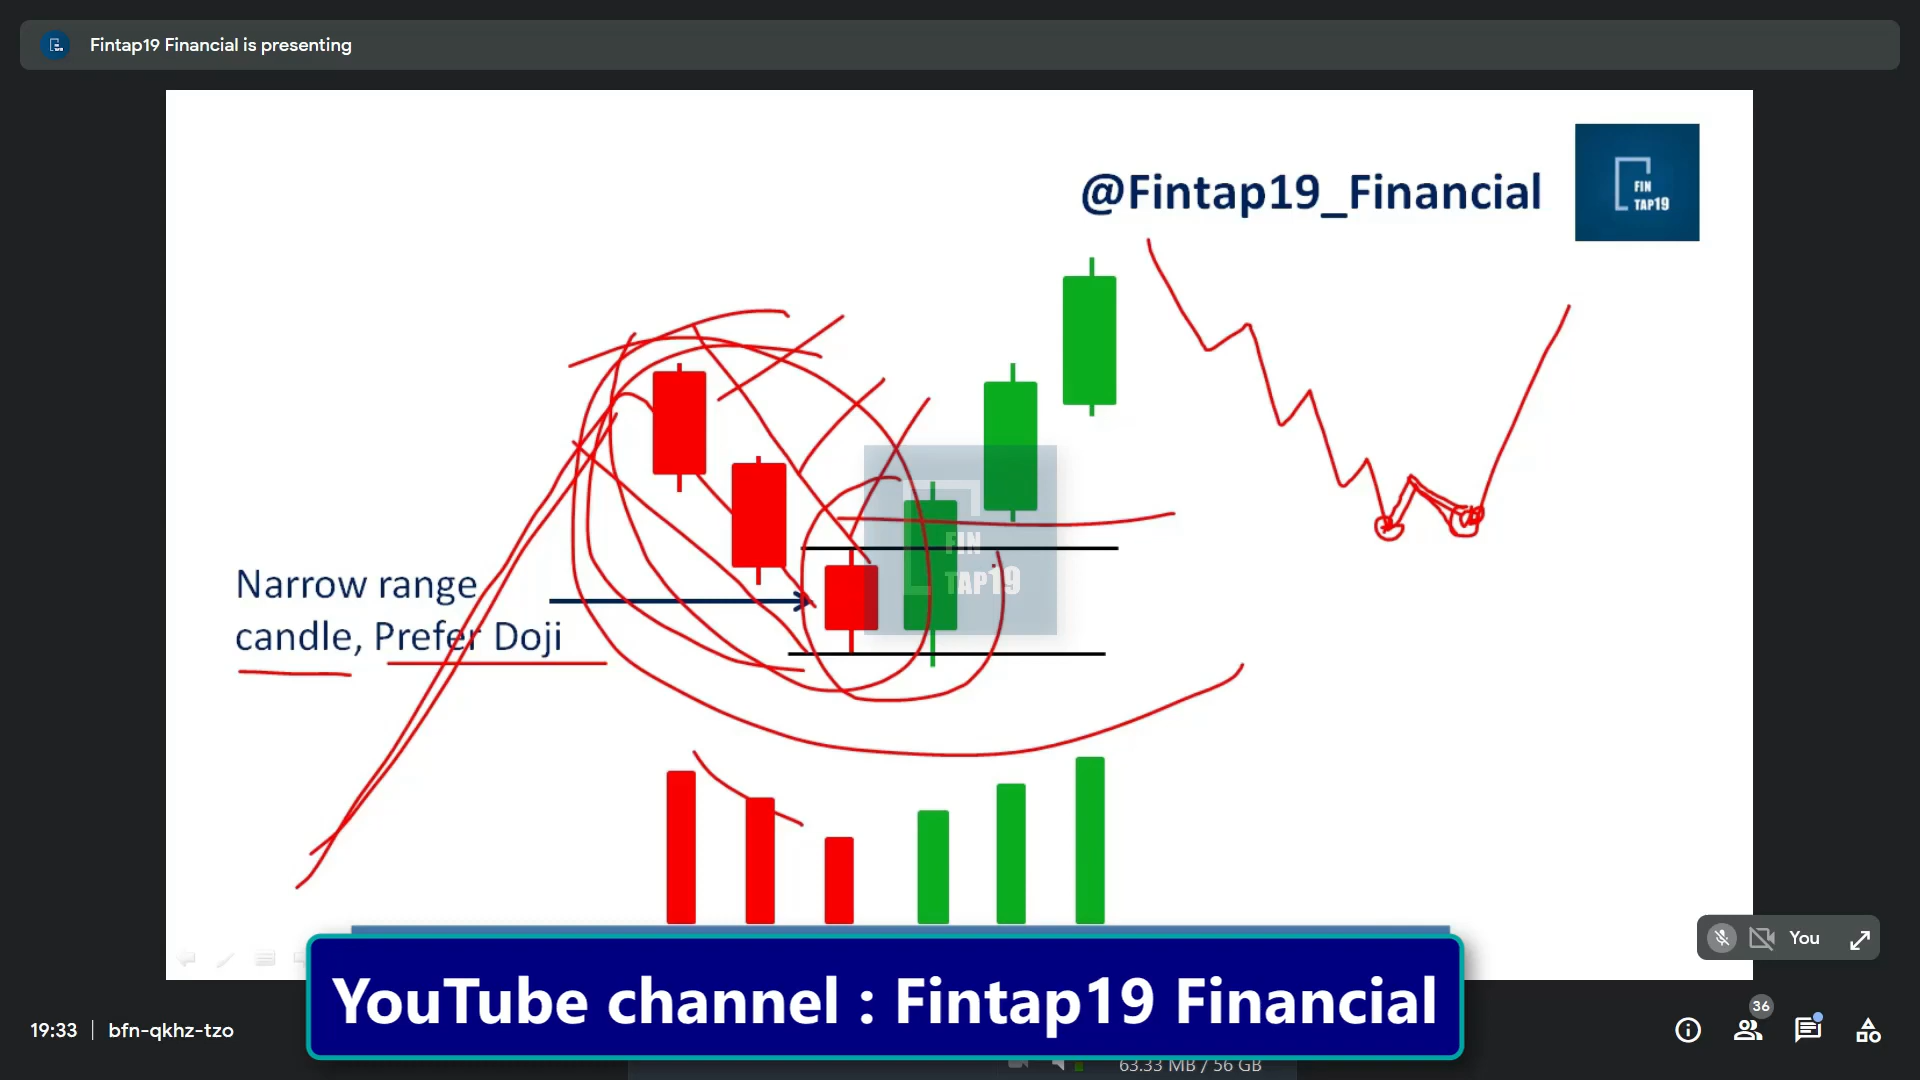 Fintap19 Financial is presenting
@Fintap19_Financial
FIN
TAP19
FIN
TAP19
Narrow range
candle, Prefer Doji
You
YouTube channel : Fintap19 Financial
36
19:33 | bfn-qkhz-tzo
63.33 MB / 56 GB